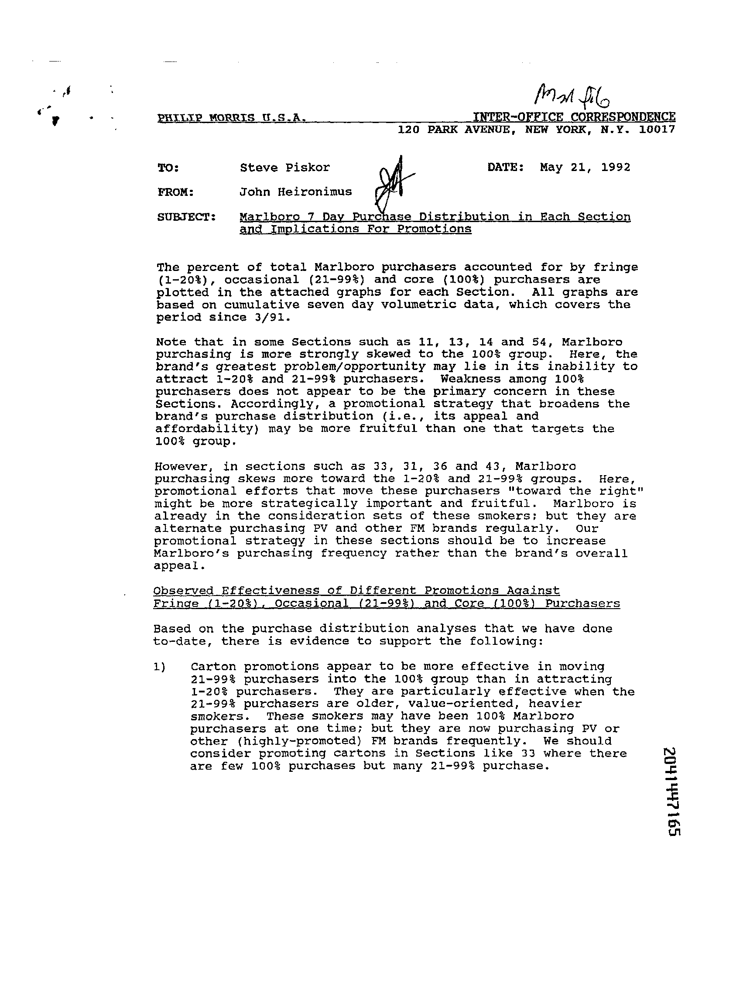 PHILIP MORRIS U.S.A. INTER-OFFICE CORRESPONDENCE
120 PARK AVENUE, NEW YORK, N.Y. 10017
TO: Steve Piskor DATE: May 21, 1992
FROM: John Heironimus
SUBJECT: Marlboro 7 Day Purchase Distribution in Each Section
and Implications For Promotions
The percent of total Marlboro purchasers accounted for by fringe
(1-20%), occasional (21-99%) and core (100%) purchasers are
plotted in the attached graphs for each Section. All graphs are
based on cumulative seven day volumetric data, which covers the
period since 3/91.
Note that in some Sections such as 11, 13, 14 and 54, Marlboro
purchasing is more strongly skewed to the 100% group. Here, the
brand's greatest problem/opportunity may lie in its inability to
attract 1-20% and 21-99% purchasers. Weakness among 100%
purchasers does not appear to be the primary concern in these
Sections. Accordingly, a promotional strategy that broadens the
brand's purchase distribution (i.e., its appeal and
affordability) may be more fruitful than one that targets the
100% group.
However, in sections such as 33, 31, 36 and 43, Marlboro
purchasing skews more toward the 1-20% and 21-99% groups. Here,
promotional efforts that move these purchasers "toward the right"
might be more strategically important and fruitful. Marlboro is
already in the consideration sets of these smokers; but they are
alternate purchasing PV and other FM brands regularly. Our
promotional strategy in these sections should be to increase
Marlboro's purchasing frequency rather than the brand's overall
appeal.
Observed Effectiveness of Different Promotions Against
Fringe (1-20%), Occasional (21-99%) and Core (100%) Purchasers
Based on the purchase distribution analyses that we have done
to-date, there is evidence to support the following:
1) Carton promotions appear to be more effective in moving
21-99% purchasers into the 100% group than in attracting
1-20% purchasers. They are particularly effective when the
21-99% purchasers are older, value-oriented, heavier
smokers. These smokers may have been 100% Marlboro
purchasers at one time; but they are now purchasing PV or
other (highly-promoted) FM brands frequently. We should
consider promoting cartons in Sections like 33 where there
are few 100% purchases but many 21-99% purchase.
2041447165